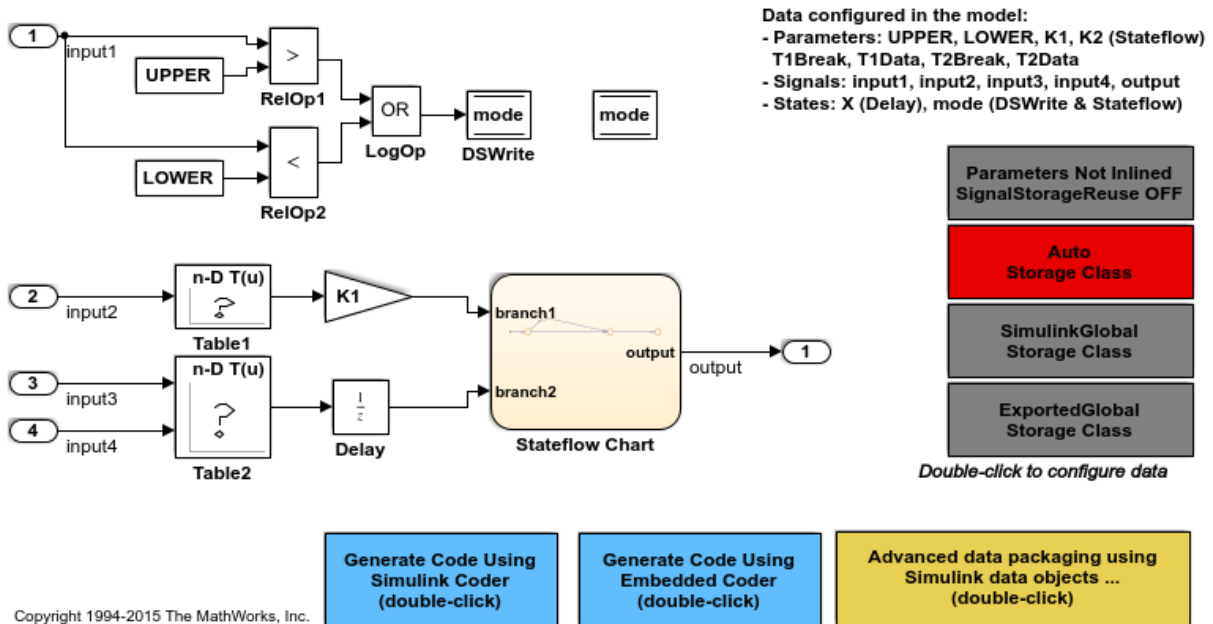 1
input1
UPPER
>
RelOp1
LOWER
<
RelOp2
OR
LogOp
mode
DSWrite
mode
Data configured in the model:
- Parameters: UPPER, LOWER, K1, K2 (Stateflow)
T1Break, T1Data, T2Break, T2Data
- Signals: input1, input2, input3, input4, output
- States: X (Delay), mode (DSWrite & Stateflow)
Parameters Not Inlined
SignalStorageReuse OFF
Auto
Storage Class
SimulinkGlobal
Storage Class
ExportedGlobal
Storage Class
Double-click to configure data
2
input2
n-D T(u)
?
Table1
K1
3
input3
4
input4
n-D T(u)
?
Table2
1
z
Delay
branch1
output
branch2
Stateflow Chart
output
1
Generate Code Using
Simulink Coder
(double-click)
Generate Code Using
Embedded Coder
(double-click)
Advanced data packaging using
Simulink data objects ...
(double-click)
Copyright 1994-2015 The MathWorks, Inc.